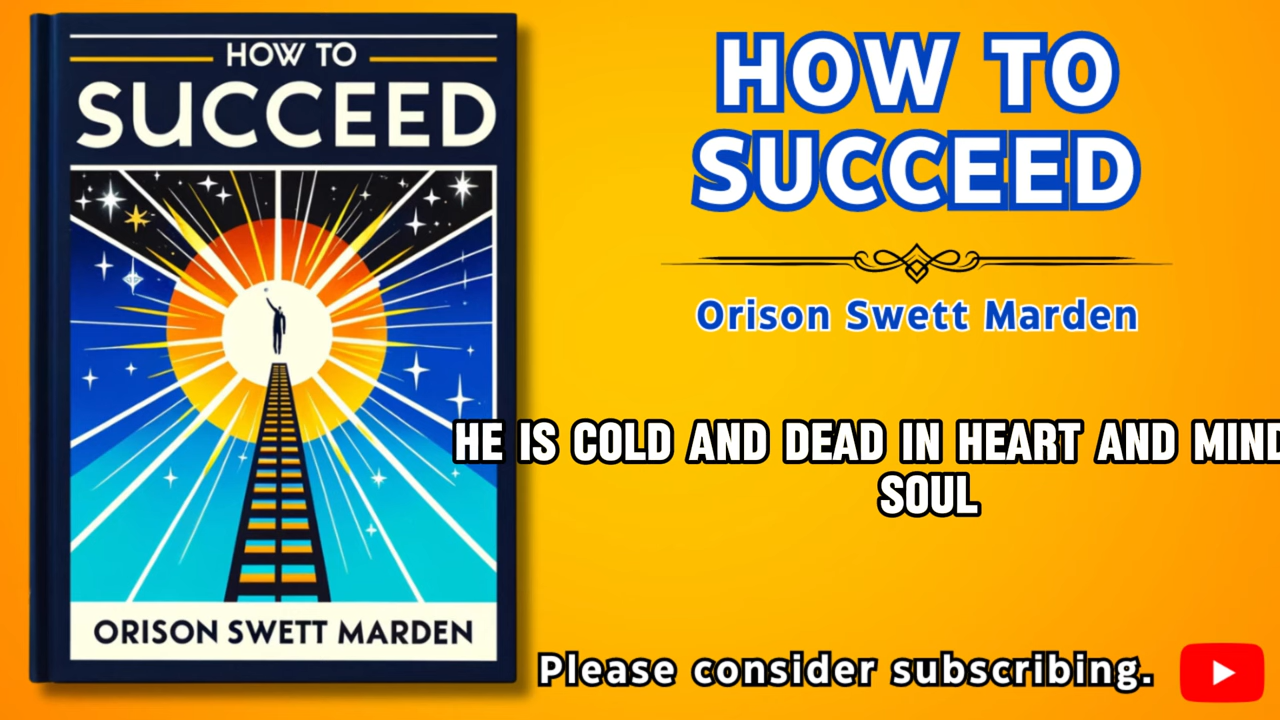 HOW TO
SUCCEED
ORISON SWETT MARDEN
HOW TO
SUCCEED
Orison Swett Marden
HE IS COLD AND DEAD IN HEART AND MIND
SOUL
Please consider subscribing.